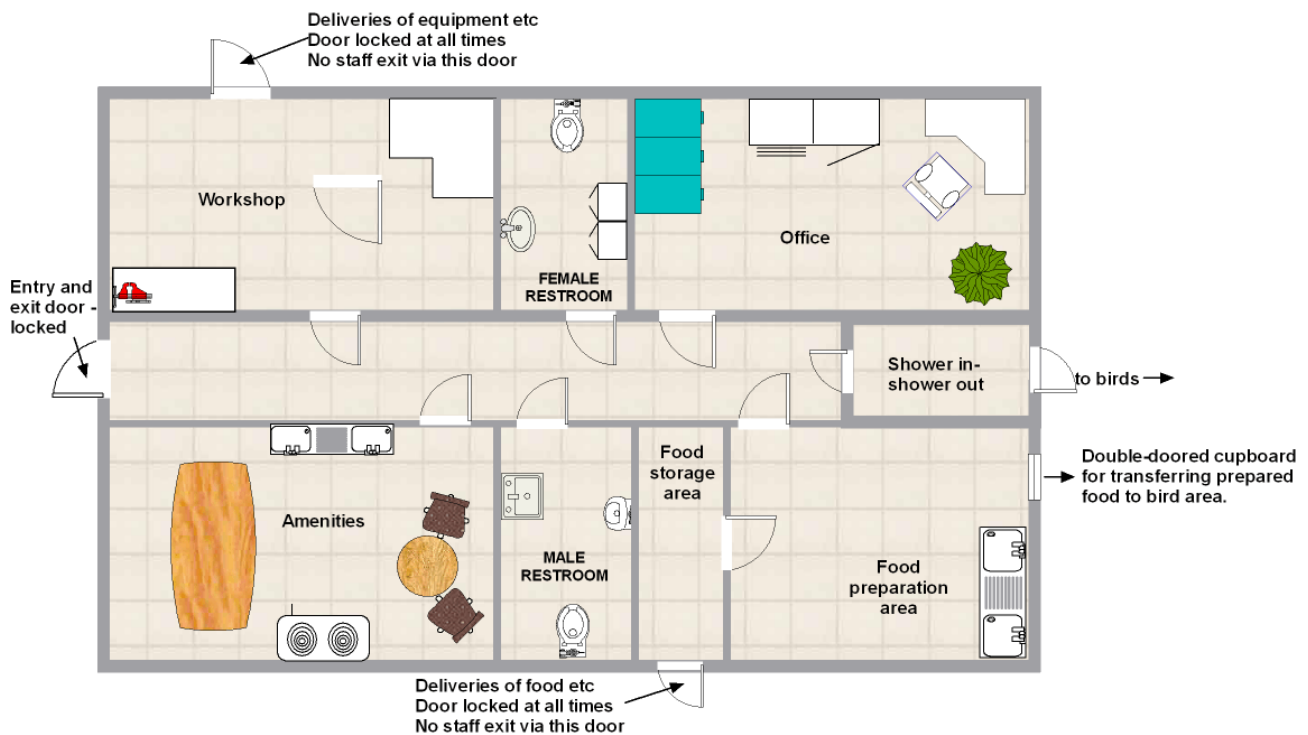 Deliveries of equipment etc
Door locked at all times
No staff exit via this door
Workshop
Office
FEMALE
RESTROOM
Entry and
exit door -
locked
Shower in-
shower out
to birds
Food
storage
area
Double-doored cupboard
for transferring prepared
food to bird area.
Amenities
MALE
RESTROOM
Food
preparation
area
Deliveries of food etc
Door locked at all times
No staff exit via this door